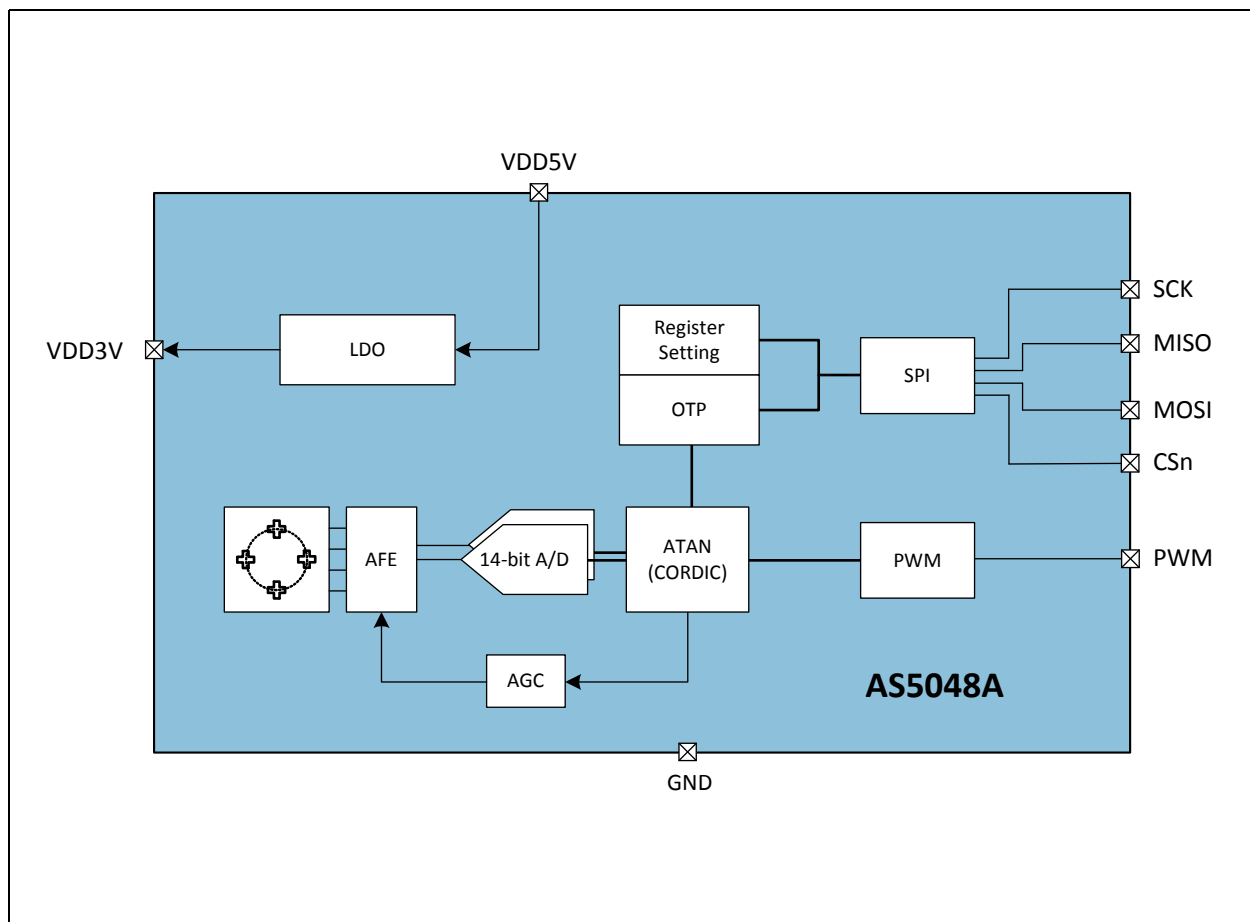 VDD5V
SCK
Register
Setting
VDD3V
LDO
MISO
SPI
OTP
MOSI
CSn
AFE
14-bit A/D
ATAN
(CORDIC)
PWM
PWM
AGC
AS5048A
GND